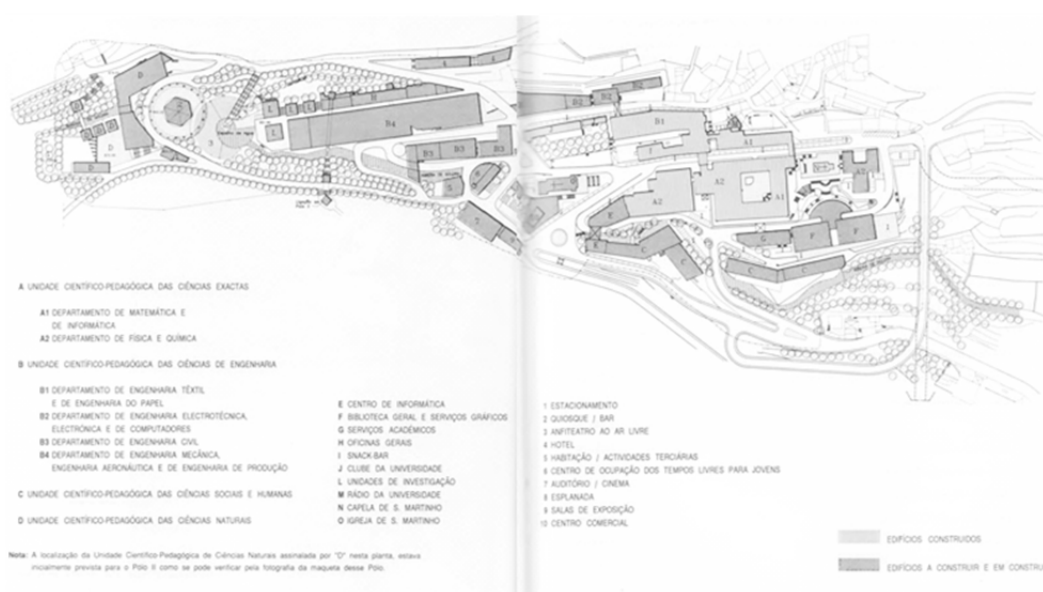 A UNIDADE CIENTÍFICO-PEDAGÓGICA DAS CIÊNCIAS EXACTAS
A1 DEPARTAMENTO DE MATEMÁTICA E
DE INFORMÁTICA
A2 DEPARTAMENTO DE FÍSICA E QUÍMICA
B UNIDADE CIENTÍFICO-PEDAGÓGICA DAS CIÊNCIAS DE ENGENHARIA
B1 DEPARTAMENTO DE ENGENHARIA TÊXTIL
E DE ENGENHARIA DO PAPEL
B2 DEPARTAMENTO DE ENGENHARIA ELECTROTÉCNICA,
ELECTRÓNICA E DE COMPUTADORES
B3 DEPARTAMENTO DE ENGENHARIA CIVIL
B4 DEPARTAMENTO DE ENGENHARIA MECÂNICA,
ENGENHARIA AERONÁUTICA E DE ENGENHARIA DE PRODUÇÃO
C UNIDADE CIENTÍFICO-PEDAGÓGICA DAS CIÊNCIAS SOCIAIS E HUMANAS
D UNIDADE CIENTÍFICO-PEDAGÓGICA DAS CIÊNCIAS NATURAIS
E CENTRO DE INFORMÁTICA
F BIBLIOTECA GERAL E SERVIÇOS GRÁFICOS
G SERVIÇOS ACADÉMICOS
H OFICINAS GERAIS
I SNACK-BAR
J CLUBE DA UNIVERSIDADE
L UNIDADES DE INVESTIGAÇÃO
M RÁDIO DA UNIVERSIDADE
N CAPELA DE S. MARTINHO
O IGREJA DE S. MARTINHO
1 ESTACIONAMENTO
2 QUIOSQUE / BAR
3 ANFITEATRO AO AR LIVRE
4 HOTEL
5 HABITAÇÃO / ACTIVIDADES TERCIÁRIAS
6 CENTRO DE OCUPAÇÃO DOS TEMPOS LIVRES PARA JOVENS
7 AUDITÓRIO / CINEMA
8 ESPLANADA
9 SALAS DE EXPOSIÇÃO
10 CENTRO COMERCIAL
EDIFÍCIOS CONSTRUIDOS
EDIFÍCIOS A CONSTRUIR E EM CONSTRU
Nota: A localização da Unidade Científico-Pedagógica de Ciências Naturais assinalada por "D" nesta planta, estava
inicialmente prevista para o Pólo II como se pode verificar pela fotografia da maqueta desse Pólo.
D
D
D
L
L
H
B4
B3
B3
B3
4
4
7
B2
B2
B2
B1
A1
A2
A2
A1
E
C
C
G
F
F
C
C